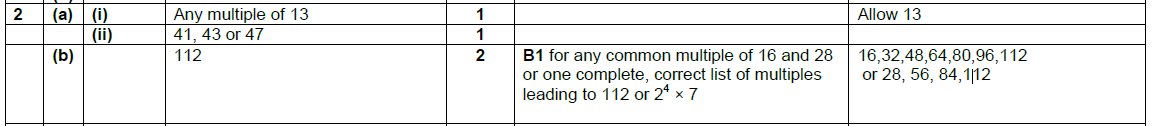 2 (a) (i) Any multiple of 13 1 Allow 13
(ii) 41, 43 or 47 1
(b) 112 2 B1 for any common multiple of 16 and 28 16,32,48,64,80,96,112
or one complete, correct list of multiples or 28, 56, 84,1|12
leading to 112 or 2⁴ × 7